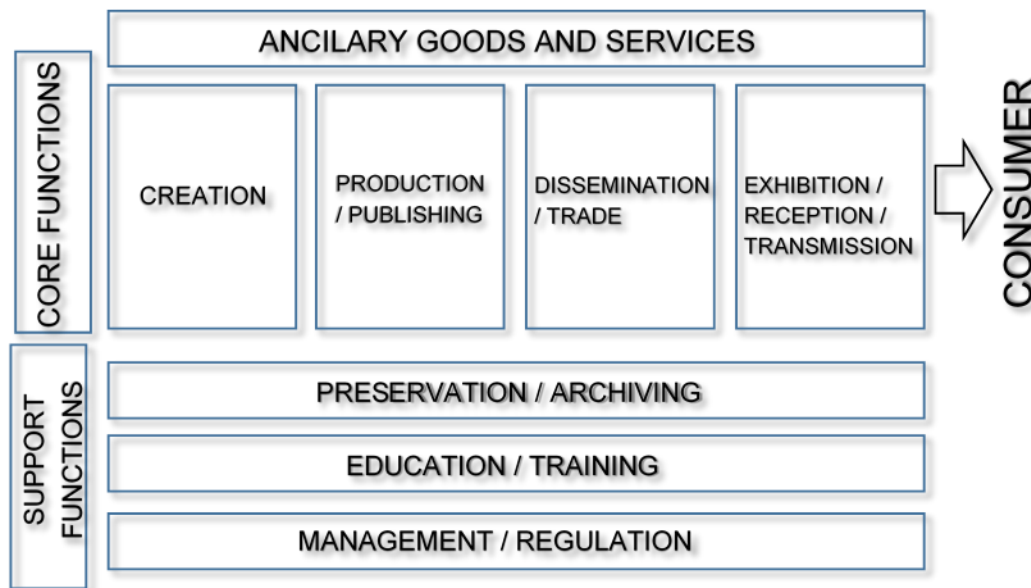 ANCILARY GOODS AND SERVICES
CORE FUNCTIONS
CREATION
PRODUCTION
/ PUBLISHING
DISSEMINATION
/ TRADE
EXHIBITION /
RECEPTION /
TRANSMISSION
CONSUMER
SUPPORT
FUNCTIONS
PRESERVATION / ARCHIVING
EDUCATION / TRAINING
MANAGEMENT / REGULATION